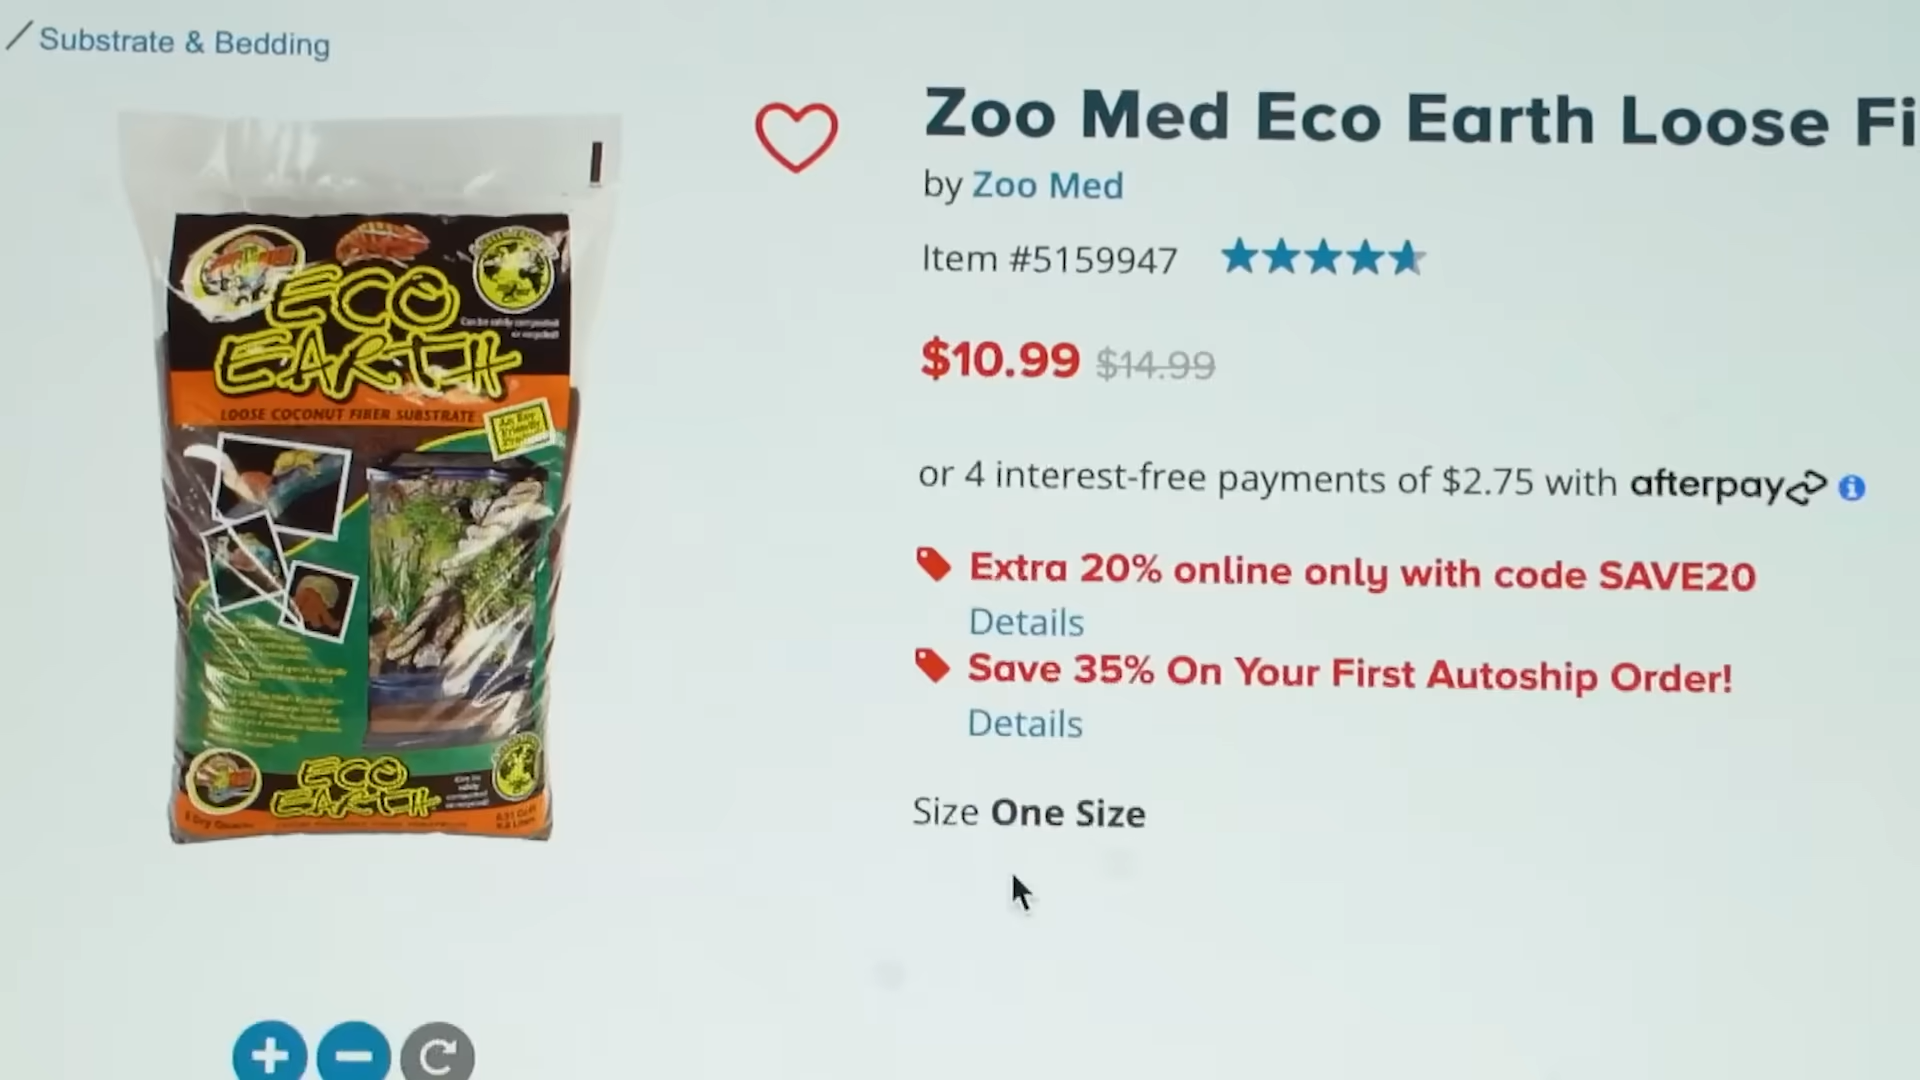 / Substrate & Bedding
Zoo Med Eco Earth Loose Fi
by Zoo Med
Item #5159947
$10.99 $14.99
or 4 interest-free payments of $2.75 with afterpay
Extra 20% online only with code SAVE20
Details
Save 35% On Your First Autoship Order!
Details
Size One Size
ECO
EARTH
LOOSE COCONUT FIBER SUBSTRATE
ECO
EARTH